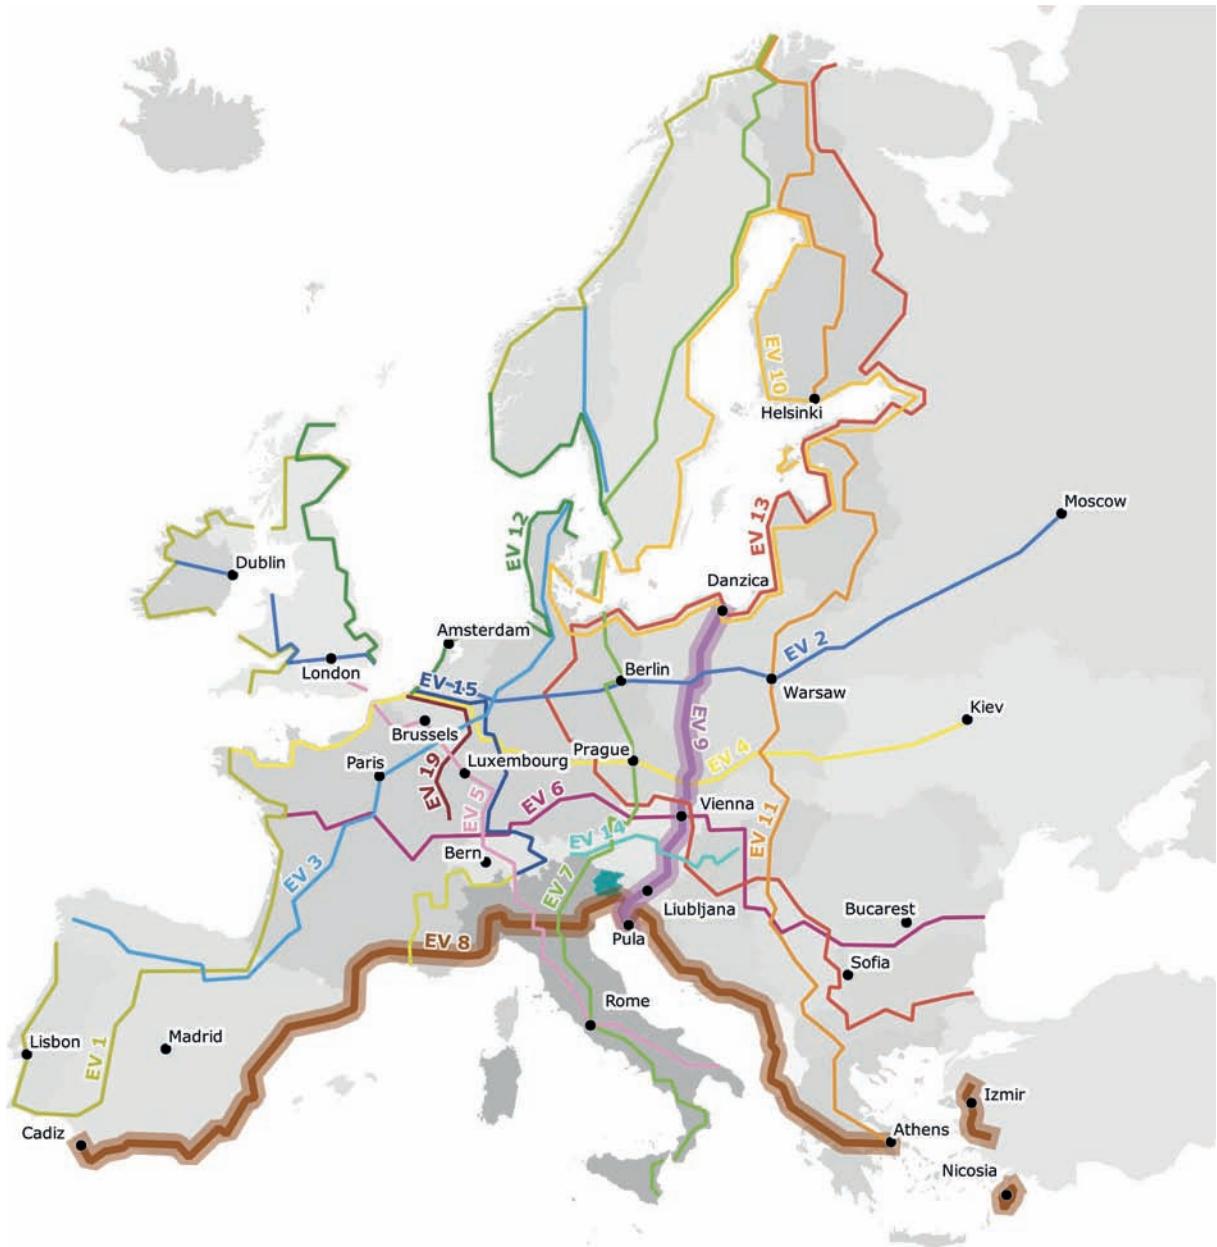 EV 10
Helsinki
Moscow
EV 12
EV 13
Dublin
Danzica
Amsterdam
EV 2
London
EV 15
Berlin
Warsaw
Kiev
Brussels
EV 9
Paris
Luxembourg
Prague
EV 4
EV 19
EV 5
EV 6
Vienna
EV 11
EV 14
Bern
EV 3
EV 7
Liubljana
Bucarest
EV 8
Pula
Sofia
Rome
Madrid
Lisbon
EV 1
Izmir
Cadiz
Athens
Nicosia